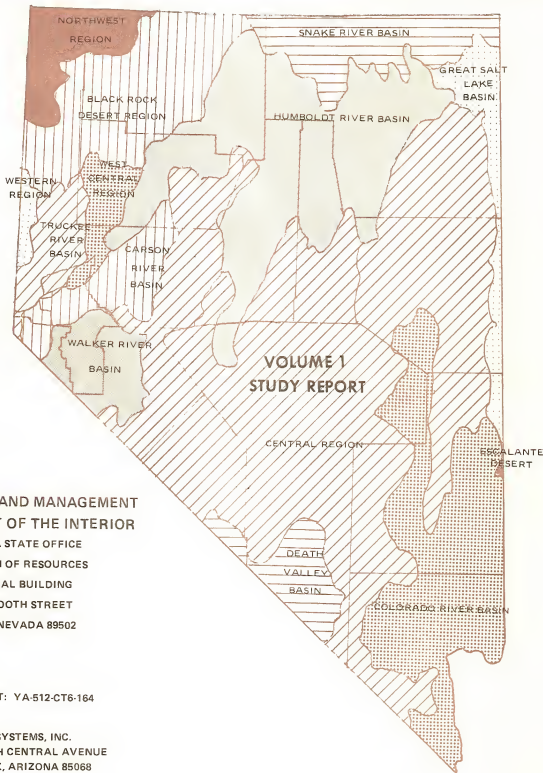 NORTHWEST
REGION
SNAKE RIVER BASIN
GREAT SALT
LAKE
BASIN
BLACK ROCK
DESERT REGION
HUMBOLDT RIVER BASIN
WEST
CENTRAL
REGION
WESTERN
REGION
TRUCKEE
RIVER
BASIN
CARSON
RIVER
BASIN
WALKER RIVER
BASIN
VOLUME 1
STUDY REPORT
CENTRAL REGION
ESCALANTE
DESERT
DEATH
VALLEY
BASIN
COLORADO RIVER BASIN
AND MANAGEMENT
OF THE INTERIOR
STATE OFFICE
OF RESOURCES
AL BUILDING
OOTH STREET
NEVADA 89502
T: YA-512-CT6-164
SYSTEMS, INC.
H CENTRAL AVENUE
, ARIZONA 85068